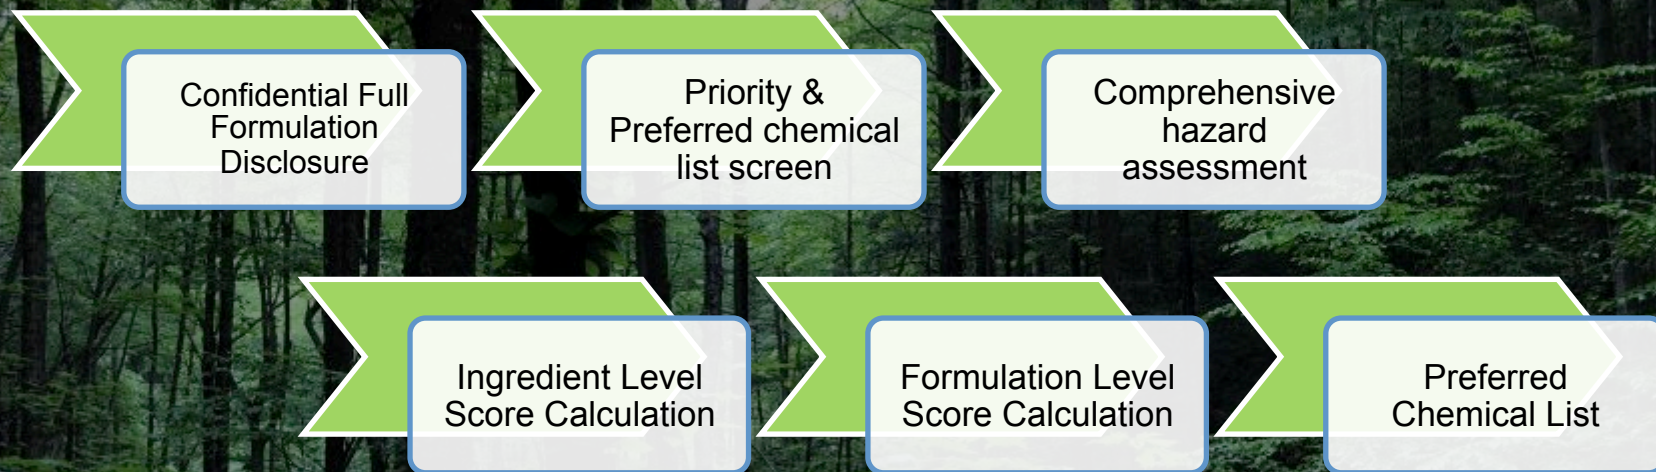 Confidential Full
Formulation
Disclosure
Priority &
Preferred chemical
list screen
Comprehensive
hazard
assessment
Ingredient Level
Score Calculation
Formulation Level
Score Calculation
Preferred
Chemical List